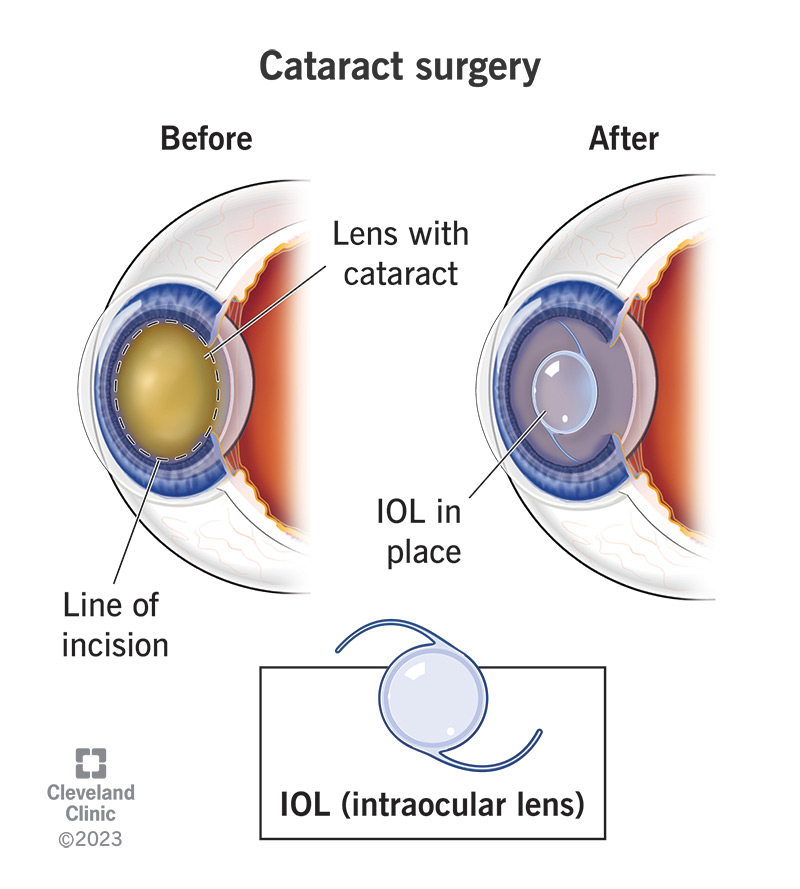 Cataract surgery
Before
After
Lens with
cataract
IOL in
place
Line of
incision
IOL (intraocular lens)
Cleveland
Clinic
©2023